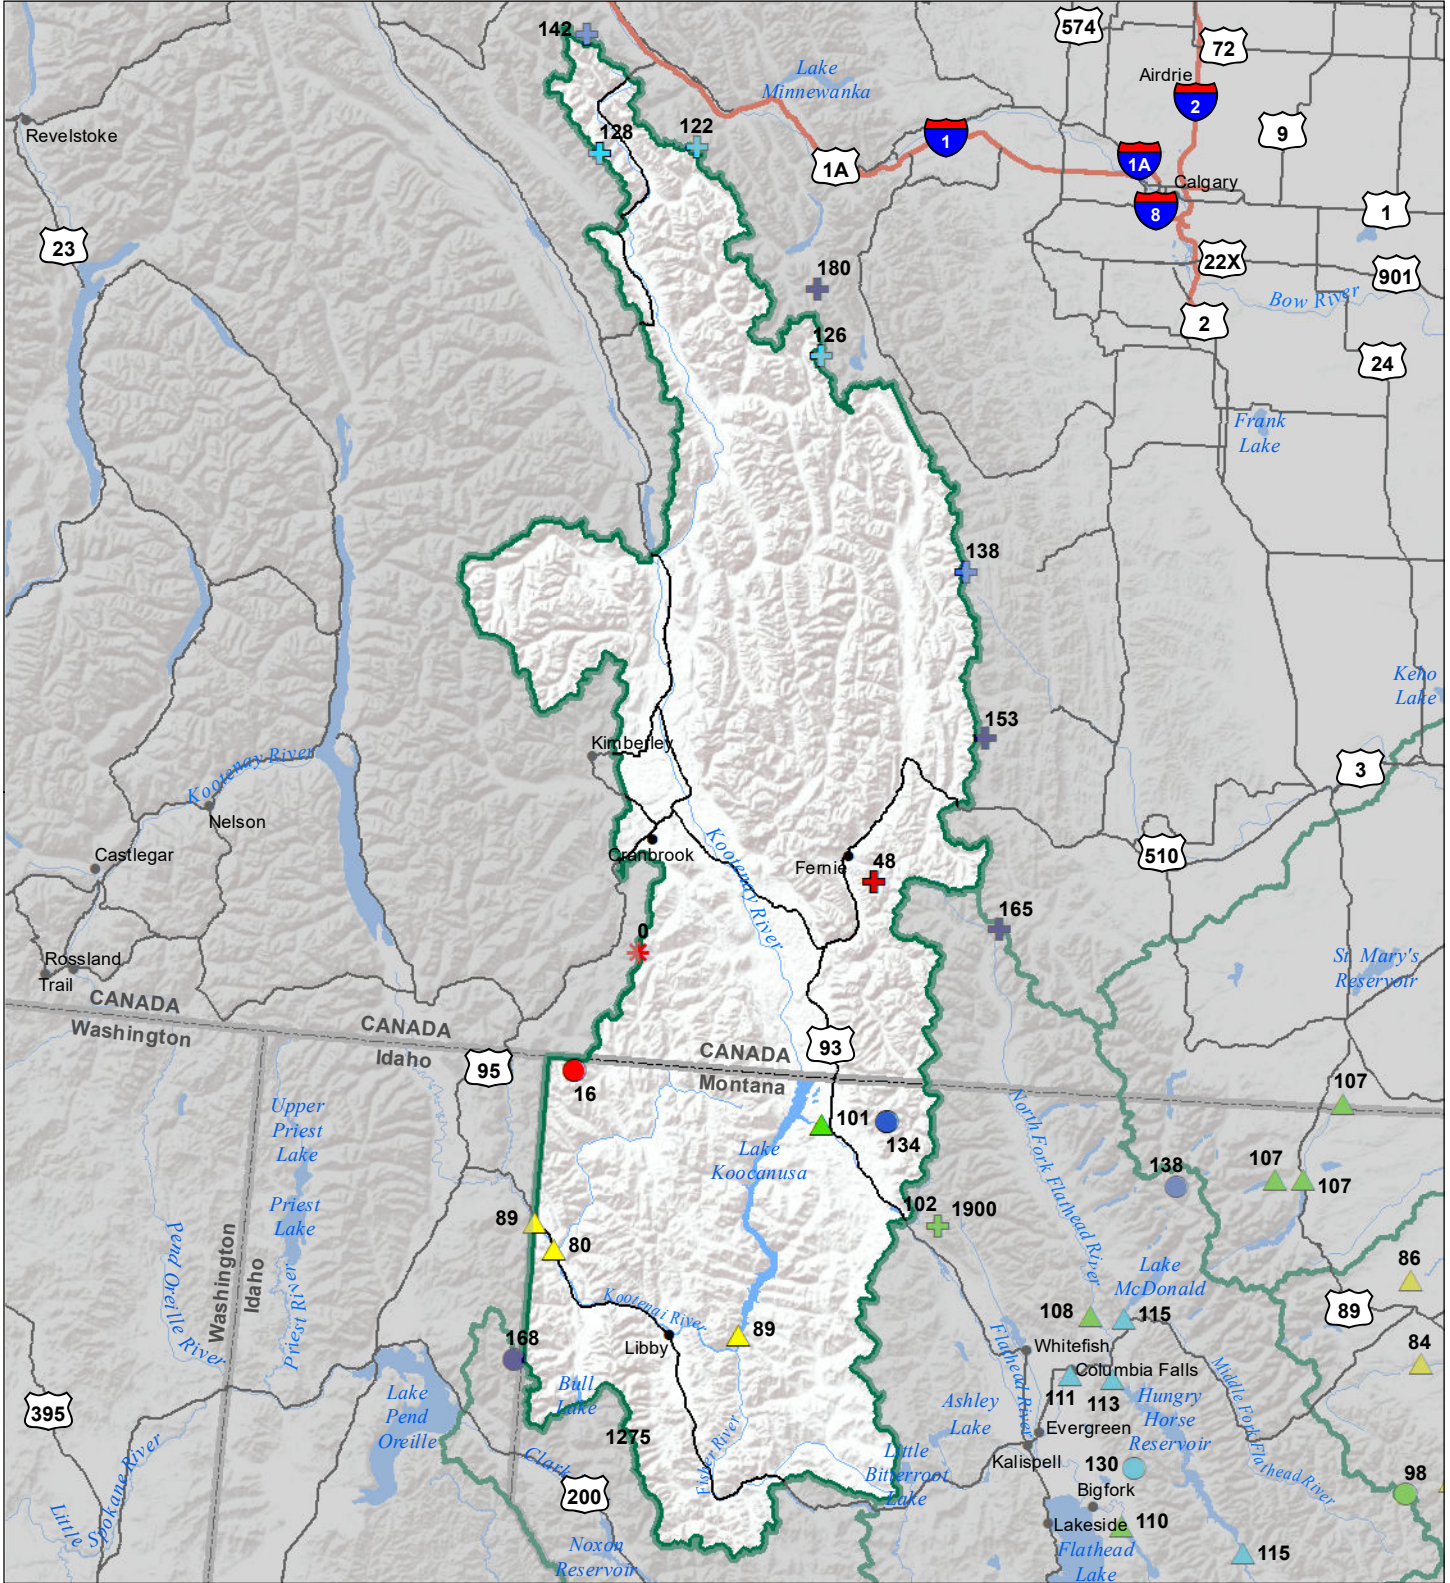 142
574
72
Airdrie
Lake
Minnewanka
2
Revelstoke
128
122
1
9
1A
1A
Calgary
8
1
23
22X
901
180
Bow River
2
126
24
Frank
Lake
138
Keho
Lake
153
Kimberley
3
Kootenay River
Nelson
Castlegar
Cranbrook
Kootenay River
Fernie
48
510
165
0
Rossland
Trail
St. Mary's
Reservoir
CANADA
Washington
CANADA
Idaho
95
CANADA
Montana
93
16
107
Upper
Priest
Lake
101
134
Lake
Koocanusa
North Fork Flathead River
138
107
107
Priest
Lake
89
102
1900
80
Pend Oreille River
Washington
Idaho
Priest River
Lake
McDonald
86
Kootenai River
89
108
115
89
168
Libby
Flathead River
Whitefish
84
Columbia Falls
Middle Fork Flathead River
Bull
Lake
111
113
Lake
Pend
Oreille
Ashley
Lake
Hungry
Horse
Reservoir
395
1275
Fisher River
Evergreen
Little
Bitterroot
Lake
Kalispell
130
Clark
98
200
Bigfork
Little
Spokane River
Lakeside
110
Noxon
Reservoir
Flathead
Lake
115